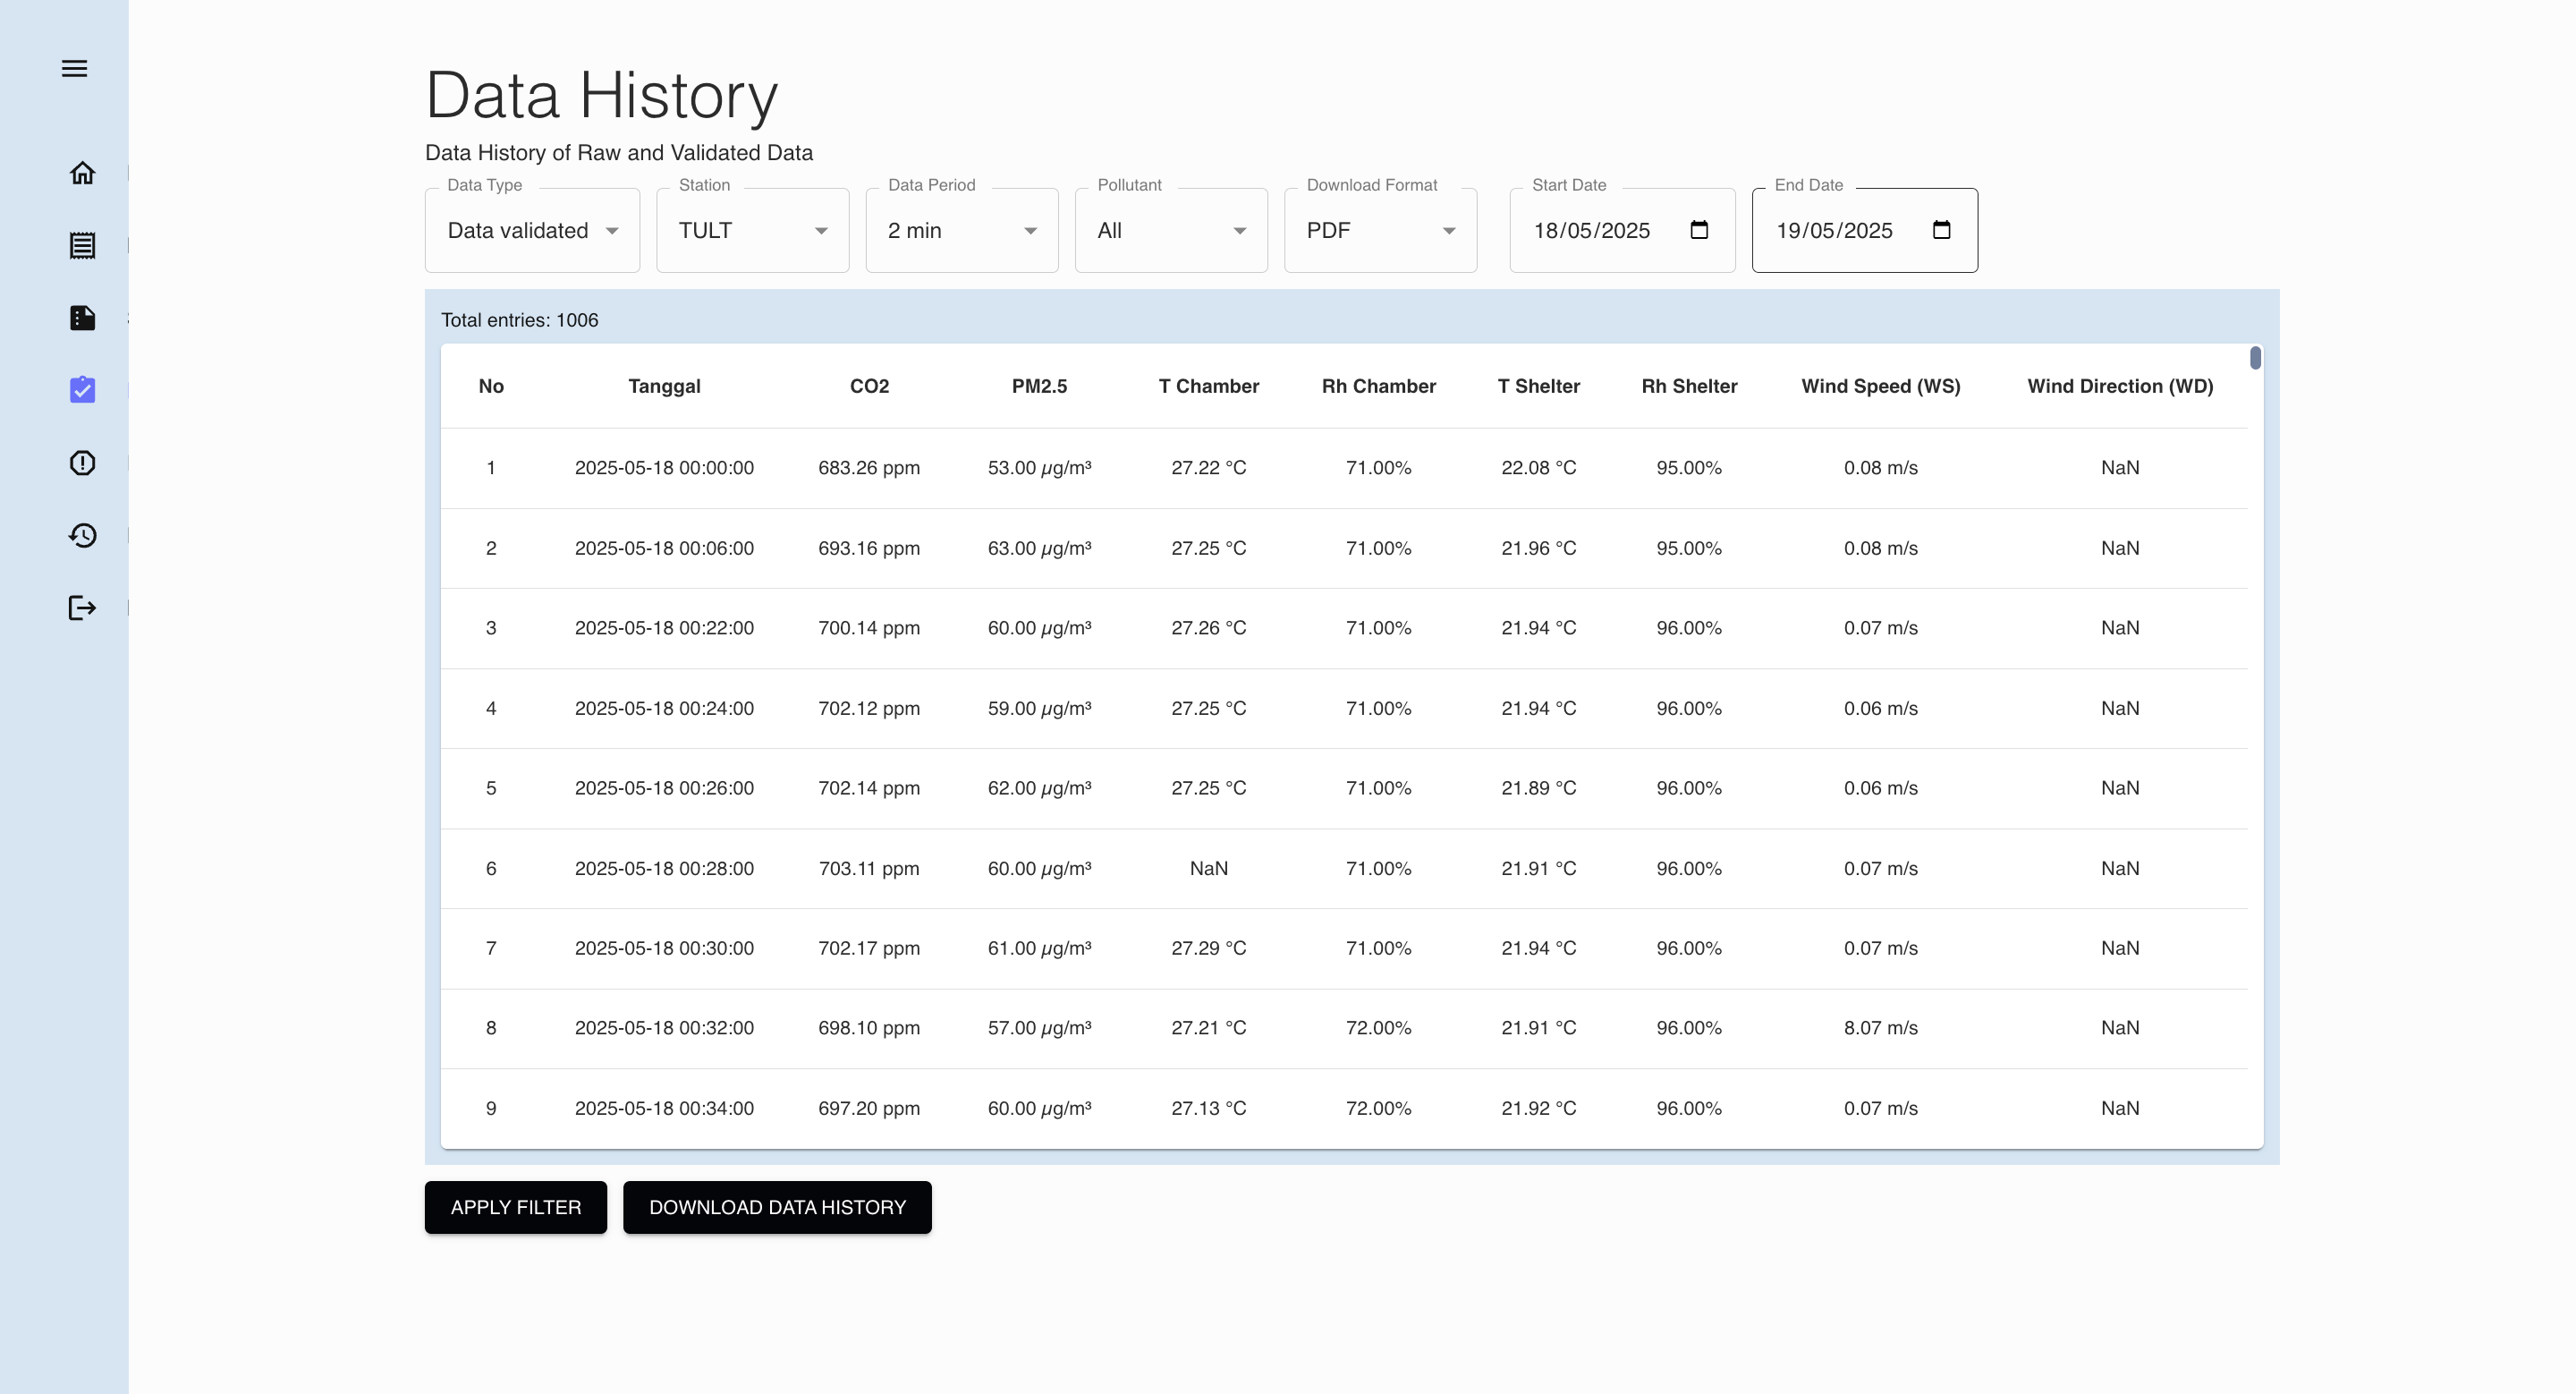 Data History
Data History of Raw and Validated Data
Data Type Station Data Period Pollutant Download Format Start Date End Date
Data validated TULT 2 min All PDF 18/05/2025 19/05/2025
Total entries: 1006
No Tanggal CO2 PM2.5 T Chamber Rh Chamber T Shelter Rh Shelter Wind Speed (WS) Wind Direction (WD)
1 2025-05-18 00:00:00 683.26 ppm 53.00 µg/m³ 27.22 °C 71.00% 22.08 °C 95.00% 0.08 m/s NaN
2 2025-05-18 00:06:00 693.16 ppm 63.00 µg/m³ 27.25 °C 71.00% 21.96 °C 95.00% 0.08 m/s NaN
3 2025-05-18 00:22:00 700.14 ppm 60.00 µg/m³ 27.26 °C 71.00% 21.94 °C 96.00% 0.07 m/s NaN
4 2025-05-18 00:24:00 702.12 ppm 59.00 µg/m³ 27.25 °C 71.00% 21.94 °C 96.00% 0.06 m/s NaN
5 2025-05-18 00:26:00 702.14 ppm 62.00 µg/m³ 27.25 °C 71.00% 21.89 °C 96.00% 0.06 m/s NaN
6 2025-05-18 00:28:00 703.11 ppm 60.00 µg/m³ NaN 71.00% 21.91 °C 96.00% 0.07 m/s NaN
7 2025-05-18 00:30:00 702.17 ppm 61.00 µg/m³ 27.29 °C 71.00% 21.94 °C 96.00% 0.07 m/s NaN
8 2025-05-18 00:32:00 698.10 ppm 57.00 µg/m³ 27.21 °C 72.00% 21.91 °C 96.00% 8.07 m/s NaN
9 2025-05-18 00:34:00 697.20 ppm 60.00 µg/m³ 27.13 °C 72.00% 21.92 °C 96.00% 0.07 m/s NaN
APPLY FILTER DOWNLOAD DATA HISTORY